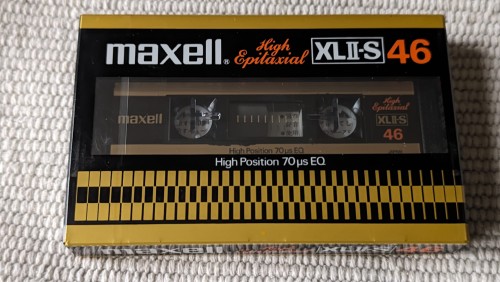 maxell® High Epitaxial XLII-S 46
maxell High Epitaxial XLII-S 46
High Position 70μs EQ
High Position 70μs EQ